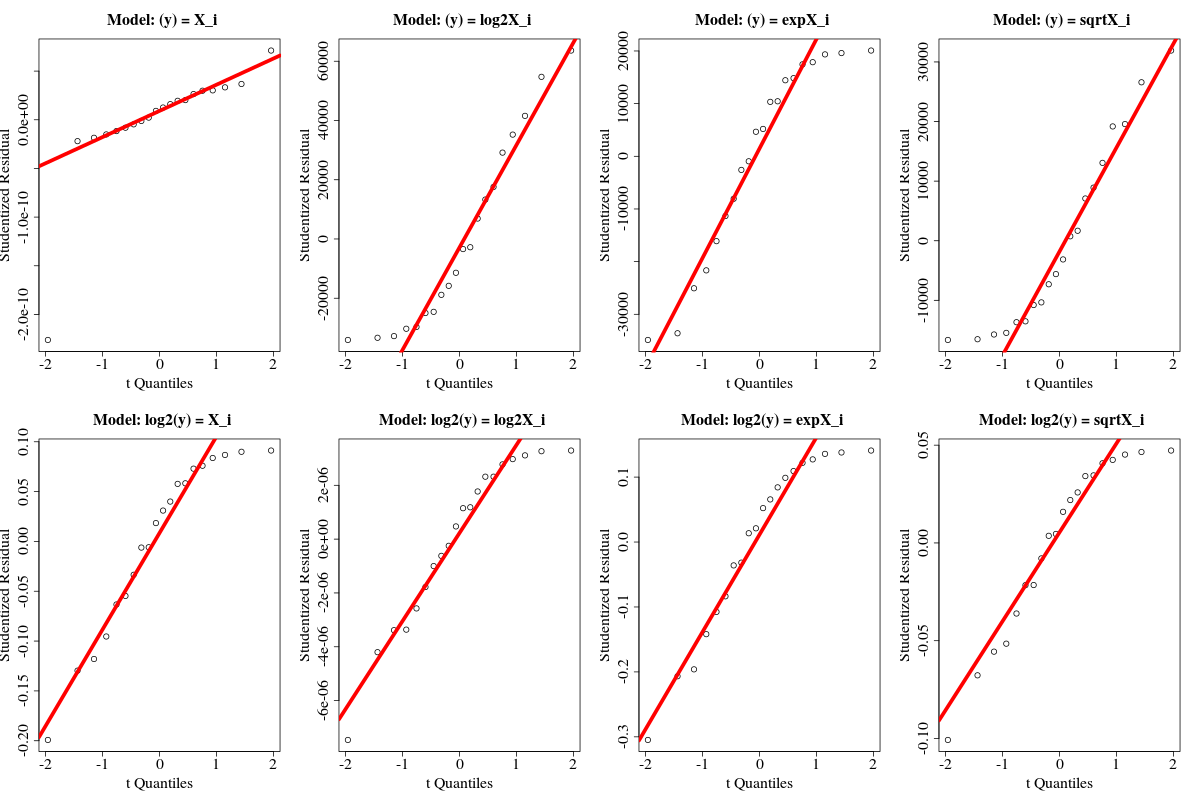 Model: (y) = X_i
Studentized Residual
0.0e+00
-1.0e-10
-2.0e-10
-2 -1 0 1 2
t Quantiles
Model: (y) = log2X_i
Studentized Residual
60000
40000
20000
0
-20000
-2 -1 0 1 2
t Quantiles
Model: (y) = expX_i
Studentized Residual
20000
10000
0
-10000
-30000
-2 -1 0 1 2
t Quantiles
Model: (y) = sqrtX_i
Studentized Residual
30000
20000
10000
0
-10000
-2 -1 0 1 2
t Quantiles
Model: log2(y) = X_i
Studentized Residual
0.10
0.05
0.00
-0.05
-0.10
-0.15
-0.20
-2 -1 0 1 2
t Quantiles
Model: log2(y) = log2X_i
Studentized Residual
2e-06
0e+00
-2e-06
-4e-06
-6e-06
-2 -1 0 1 2
t Quantiles
Model: log2(y) = expX_i
Studentized Residual
0.1
0.0
-0.1
-0.2
-0.3
-2 -1 0 1 2
t Quantiles
Model: log2(y) = sqrtX_i
Studentized Residual
0.05
0.00
-0.05
-0.10
-2 -1 0 1 2
t Quantiles